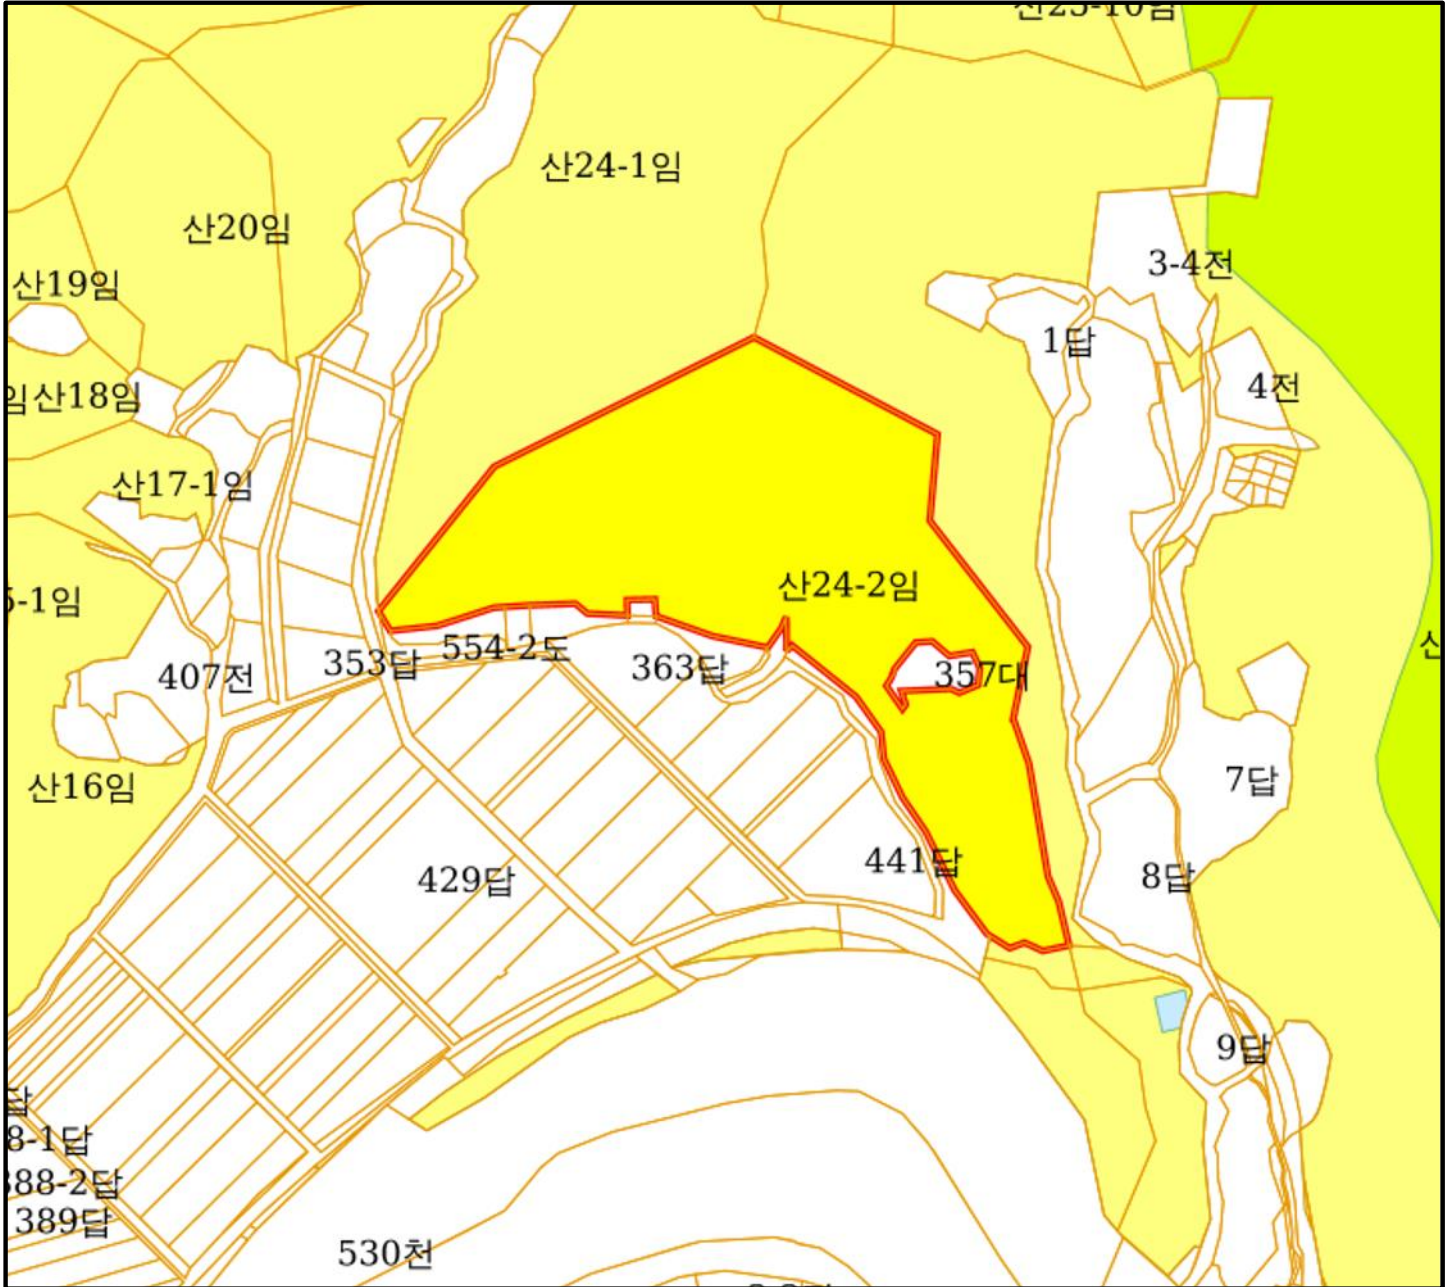 산24-1임
산20임
3-4전
산19임
1답
4전
산18임
산17-1임
산24-2임
5-1임
554-2도
353답
363답
357대
407전
산16임
7답
441답
8답
429답
9답
답
8-1답
388-2답
389답
530천